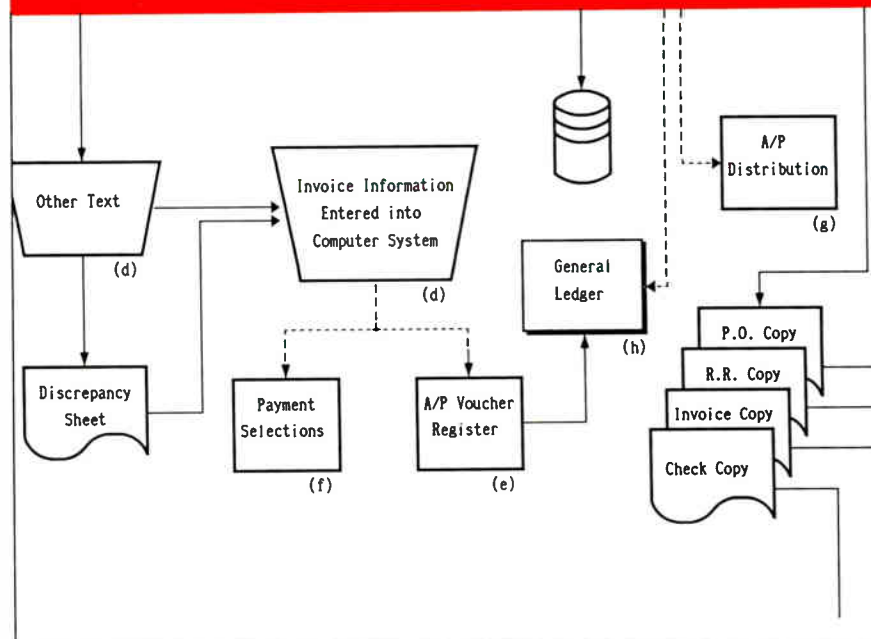 Other Text
(d)
Discrepancy
Sheet
Invoice Information
Entered into
Computer System
(d)
Payment
Selections
(f)
A/P Voucher
Register
(e)
General
Ledger
(h)
A/P
Distribution
(g)
P.O. Copy
R.R. Copy
Invoice Copy
Check Copy